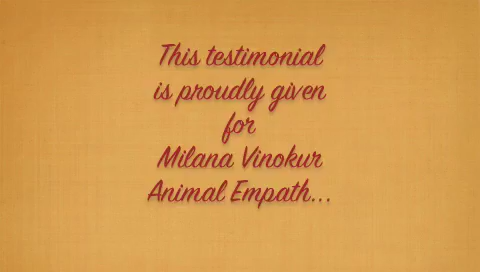 This testimonial
is proudly given
for
Milana Vinokur
Animal Empath...